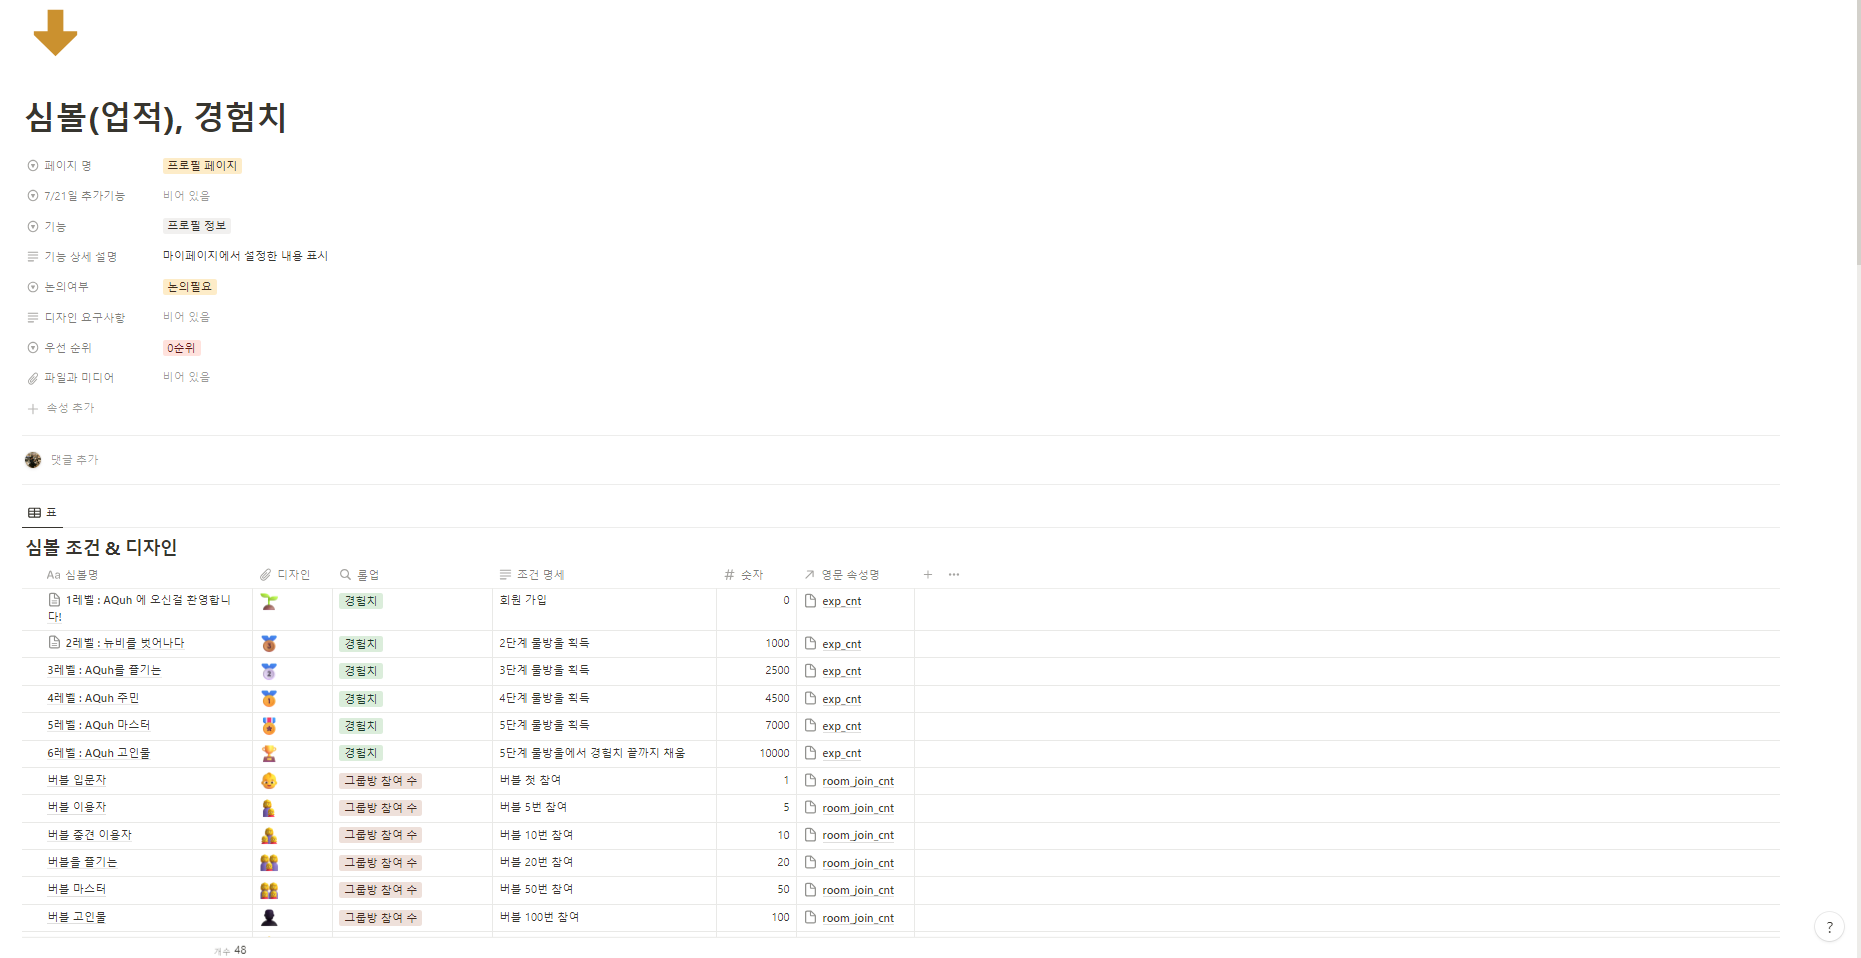 심볼(업적), 경험치
페이지 명 프로필 페이지
7/21일 추가기능 비어 있음
기능 프로필 정보
기능 상세 설명 마이페이지에서 설정한 내용 표시
논의여부 논의필요
디자인 요구사항 비어 있음
우선 순위 0순위
파일과 미디어 비어 있음
속성 추가
댓글 추가
표
심볼 조건 & 디자인
Aa 심볼명 디자인 롤업 조건 명세 # 숫자 영문 속성명 + ...
1레벨 : AQuh 에 오신걸 환영합니 경험치 회원 가입 0 exp_cnt
다!
2레벨 : 뉴비를 벗어나다 경험치 2단계 물방울 획득 1000 exp_cnt
3레벨 : AQuh를 즐기는 경험치 3단계 물방울 획득 2500 exp_cnt
4레벨 : AQuh 주민 경험치 4단계 물방울 획득 4500 exp_cnt
5레벨 : AQuh 마스터 경험치 5단계 물방울 획득 7000 exp_cnt
6레벨 : AQuh 고인물 경험치 5단계 물방울에서 경험치 끝까지 채움 10000 exp_cnt
버블 입문자 그룹방 참여 수 버블 첫 참여 1 room_join_cnt
버블 이용자 그룹방 참여 수 버블 5번 참여 5 room_join_cnt
버블 중견 이용자 그룹방 참여 수 버블 10번 참여 10 room_join_cnt
버블을 즐기는 그룹방 참여 수 버블 20번 참여 20 room_join_cnt
버블 마스터 그룹방 참여 수 버블 50번 참여 50 room_join_cnt
버블 고인물 그룹방 참여 수 버블 100번 참여 100 room_join_cnt
개수 48
?